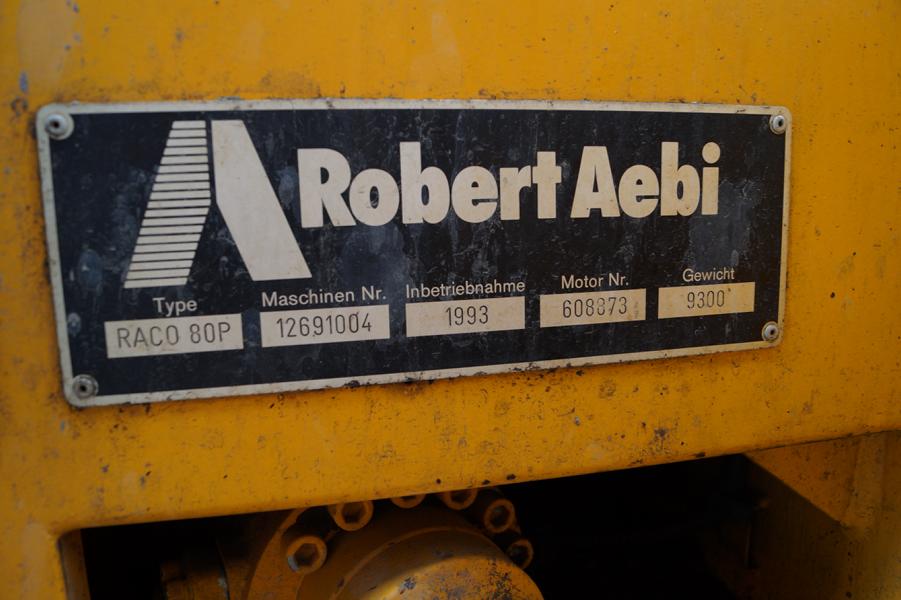 Robert Aebi
Type Maschinen Nr. Inbetriebnahme Motor Nr. Gewicht
RACO 80P 12691004 1993 608873 9300